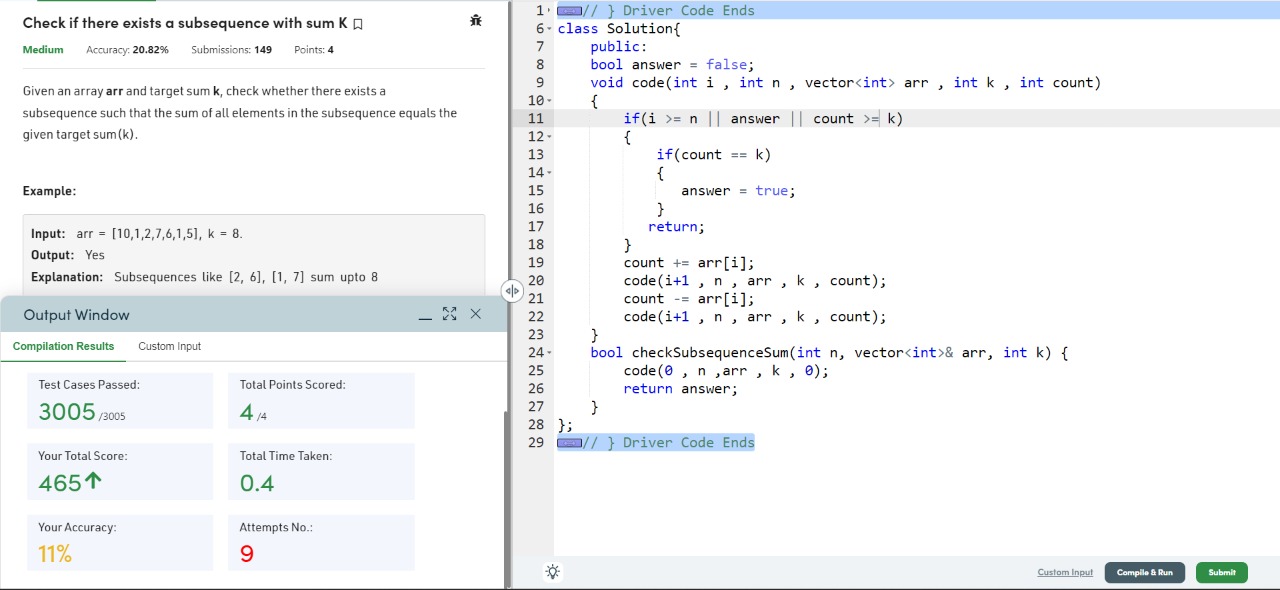 Check if there exists a subsequence with sum K
Medium Accuracy: 20.82% Submissions: 149 Points: 4
Given an array arr and target sum k, check whether there exists a
subsequence such that the sum of all elements in the subsequence equals the
given target sum(k).
Example:
Input: arr = [10,1,2,7,6,1,5], k = 8.
Output: Yes
Explanation: Subsequences like [2, 6], [1, 7] sum upto 8
Output Window
Compilation Results Custom Input
Test Cases Passed:
3005 /3005
Total Points Scored:
4 /4
Your Total Score:
465
Total Time Taken:
0.4
Your Accuracy:
11%
Attempts No.:
9
1 // } Driver Code Ends
6 class Solution{
7 public:
8 bool answer = false;
9 void code(int i , int n , vector<int> arr , int k , int count)
10 {
11 if(i >= n || answer || count >= k)
12 {
13 if(count == k)
14 {
15 answer = true;
16 }
17 return;
18 }
19 count += arr[i];
20 code(i+1 , n , arr , k , count);
21 count -= arr[i];
22 code(i+1 , n , arr , k , count);
23 }
24 bool checkSubsequenceSum(int n, vector<int>& arr, int k) {
25 code(0 , n ,arr , k , 0);
26 return answer;
27 }
28 };
29 // } Driver Code Ends
Custom Input Compile & Run Submit